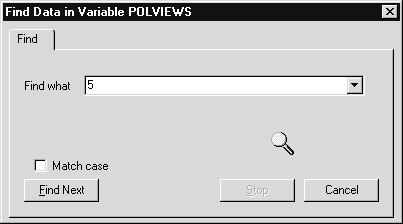 Find Data in Variable POLVIEWS
Find
Find what 5
Match case
Find Next Stop Cancel